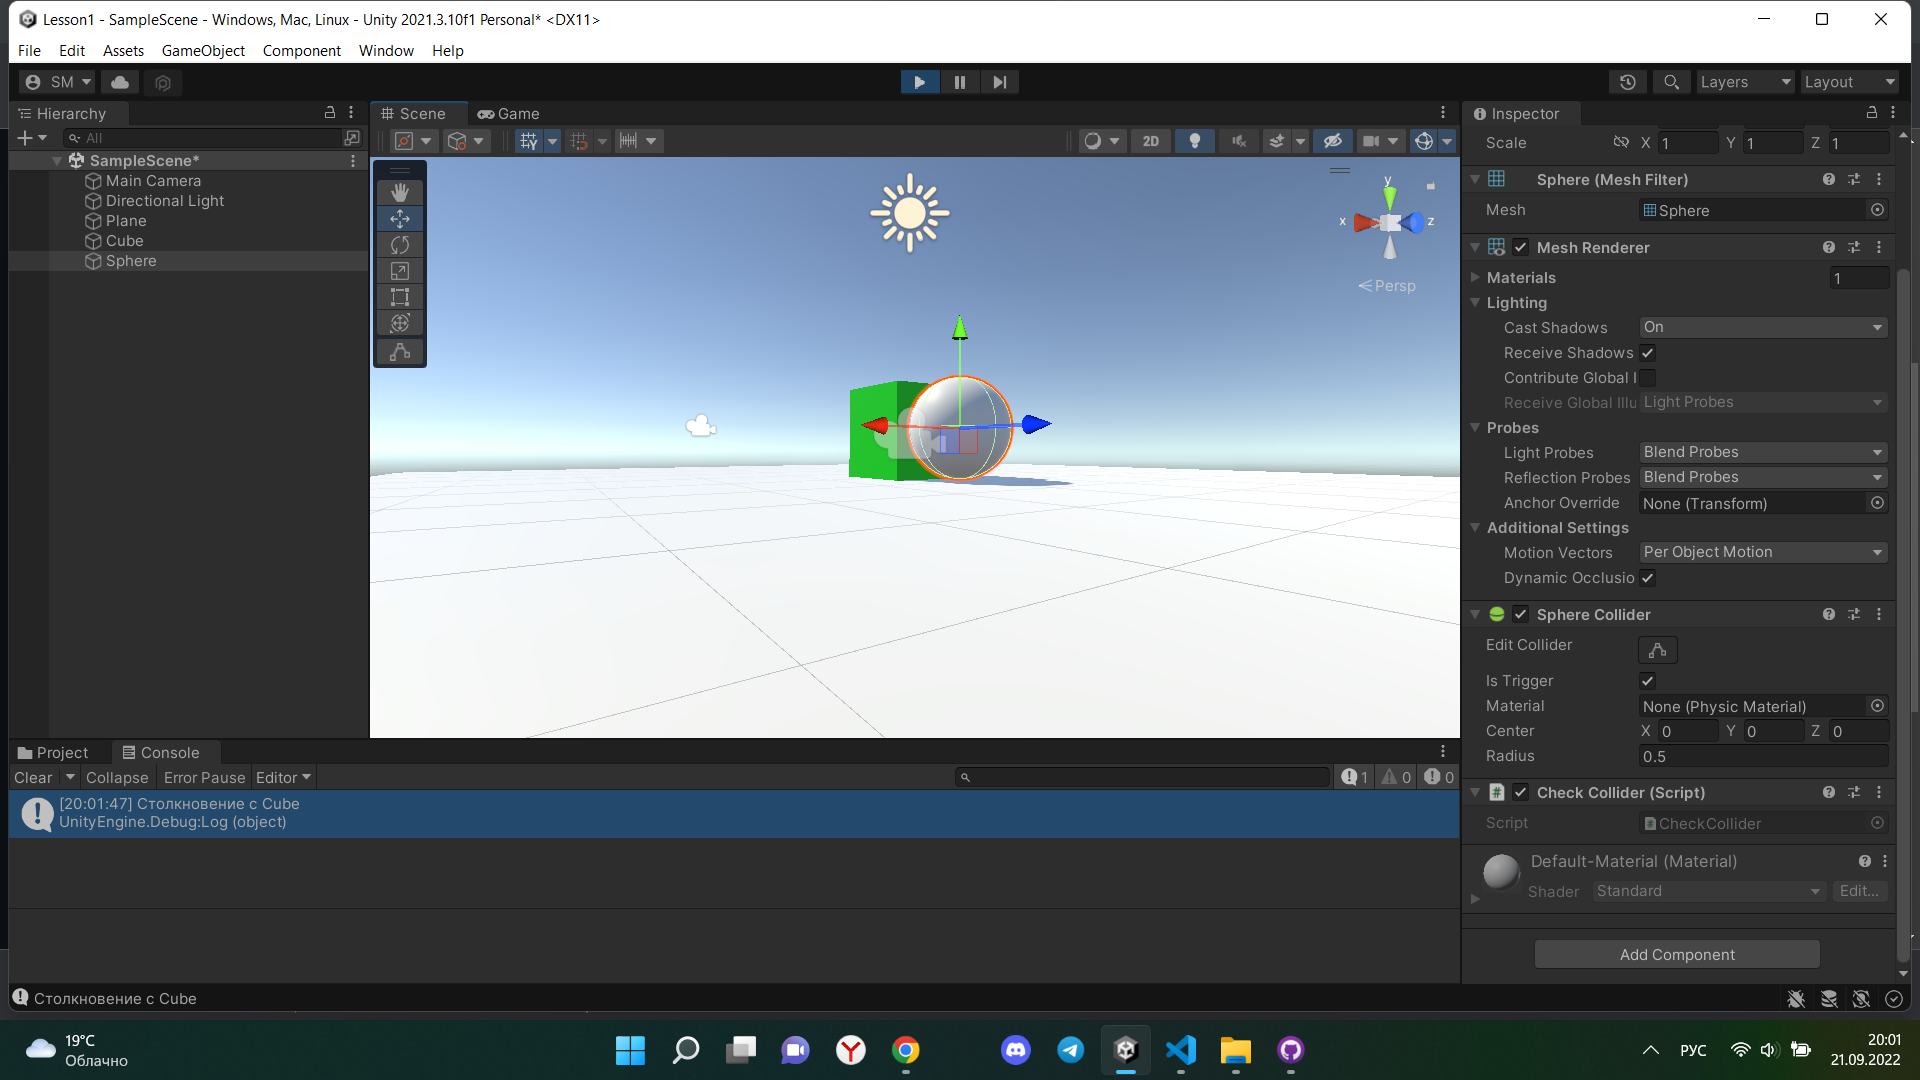 Lesson1 - SampleScene - Windows, Mac, Linux - Unity 2021.3.10f1 Personal* <DX11>
File Edit Assets GameObject Component Window Help
SM Layers Layout
Hierarchy
All
SampleScene*
Main Camera
Directional Light
Plane
Cube
Sphere
Scene Game
2D
y
x z
Persp
Inspector
Scale X 1 Y 1 Z 1
Sphere (Mesh Filter)
Mesh Sphere
Mesh Renderer
Materials 1
Lighting
Cast Shadows On
Receive Shadows
Contribute Global I
Receive Global Illu Light Probes
Probes
Light Probes Blend Probes
Reflection Probes Blend Probes
Anchor Override None (Transform)
Additional Settings
Motion Vectors Per Object Motion
Dynamic Occlusio
Sphere Collider
Edit Collider
Is Trigger
Material None (Physic Material)
Center X 0 Y 0 Z 0
Radius 0.5
Check Collider (Script)
Script CheckCollider
Default-Material (Material)
Shader Standard Edit...
Add Component
Project Console
Clear Collapse Error Pause Editor 1 0 0
[20:01:47] Столкновение с Cube
UnityEngine.Debug:Log (object)
Столкновение с Cube
19°C
Облачно
РУС
20:01
21.09.2022